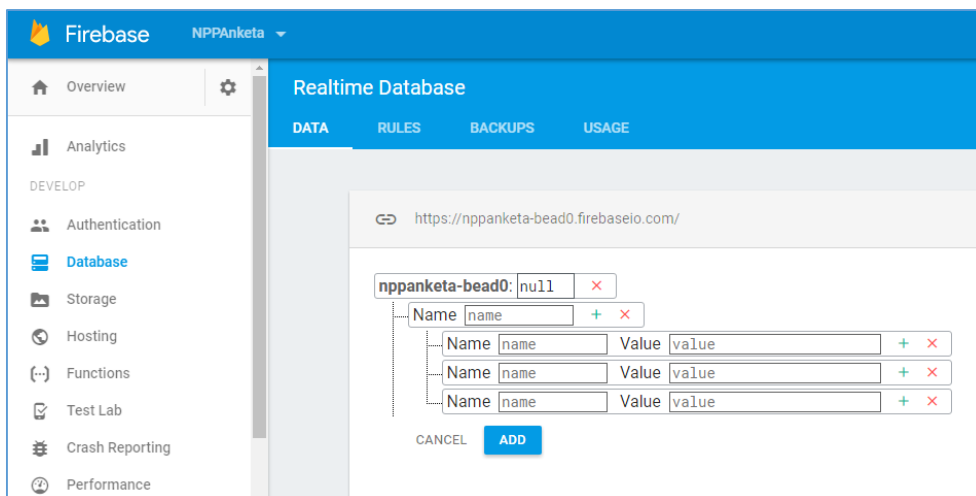 Firebase NPPAnketa
Overview
Analytics
DEVELOP
Authentication
Database
Storage
Hosting
Functions
Test Lab
Crash Reporting
Performance
Realtime Database
DATA RULES BACKUPS USAGE
https://nppanketa-bead0.firebaseio.com/
nppanketa-bead0: null
Name name
Name name Value value
Name name Value value
Name name Value value
CANCEL ADD